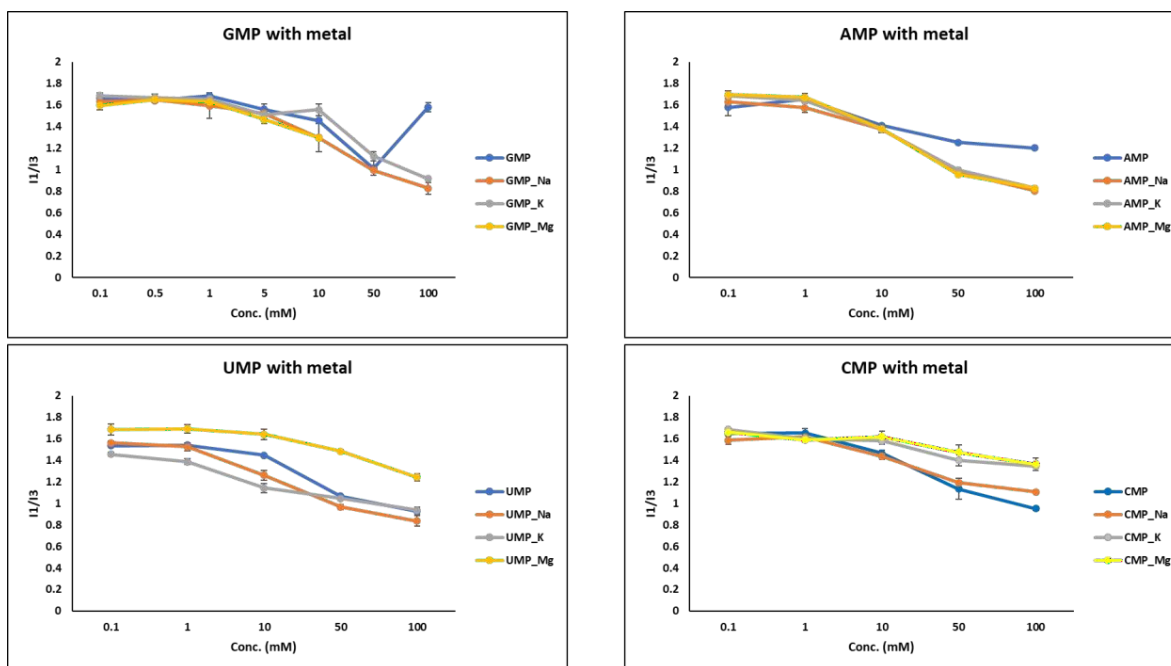 GMP with metal
2
1.8
1.6
1.4
1.2
1
0.8
0.6
0.4
0.2
0
I1/I3
0.1 0.5 1 5 10 50 100
Conc. (mM)
GMP
GMP_Na
GMP_K
GMP_Mg
AMP with metal
2
1.8
1.6
1.4
1.2
1
0.8
0.6
0.4
0.2
0
I1/I3
0.1 1 10 50 100
Conc. (mM)
AMP
AMP_Na
AMP_K
AMP_Mg
UMP with metal
2
1.8
1.6
1.4
1.2
1
0.8
0.6
0.4
0.2
0
I1/I3
0.1 1 10 50 100
Conc. (mM)
UMP
UMP_Na
UMP_K
UMP_Mg
CMP with metal
2
1.8
1.6
1.4
1.2
1
0.8
0.6
0.4
0.2
0
I1/I3
0.1 1 10 50 100
Conc. (mM)
CMP
CMP_Na
CMP_K
CMP_Mg